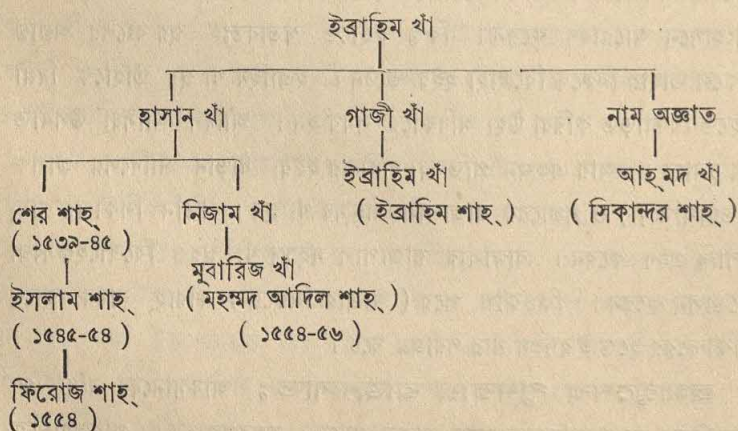 ইব্রাহিম খাঁ
হাসান খাঁ গাজী খাঁ নাম অজ্ঞাত
শের শাহ্ নিজাম খাঁ ইব্রাহিম খাঁ আহ্‌মদ খাঁ
( ১৫৩৯-৪৫ ) ( ইব্রাহিম শাহ্ ) ( সিকান্দর শাহ্ )
মুবারিজ খাঁ
ইসলাম শাহ্ ( মহম্মদ আদিল শাহ্ )
( ১৫৪৫-৫৪ ) ( ১৫৫৪-৫৬ )
ফিরোজ শাহ্
( ১৫৫৪ )